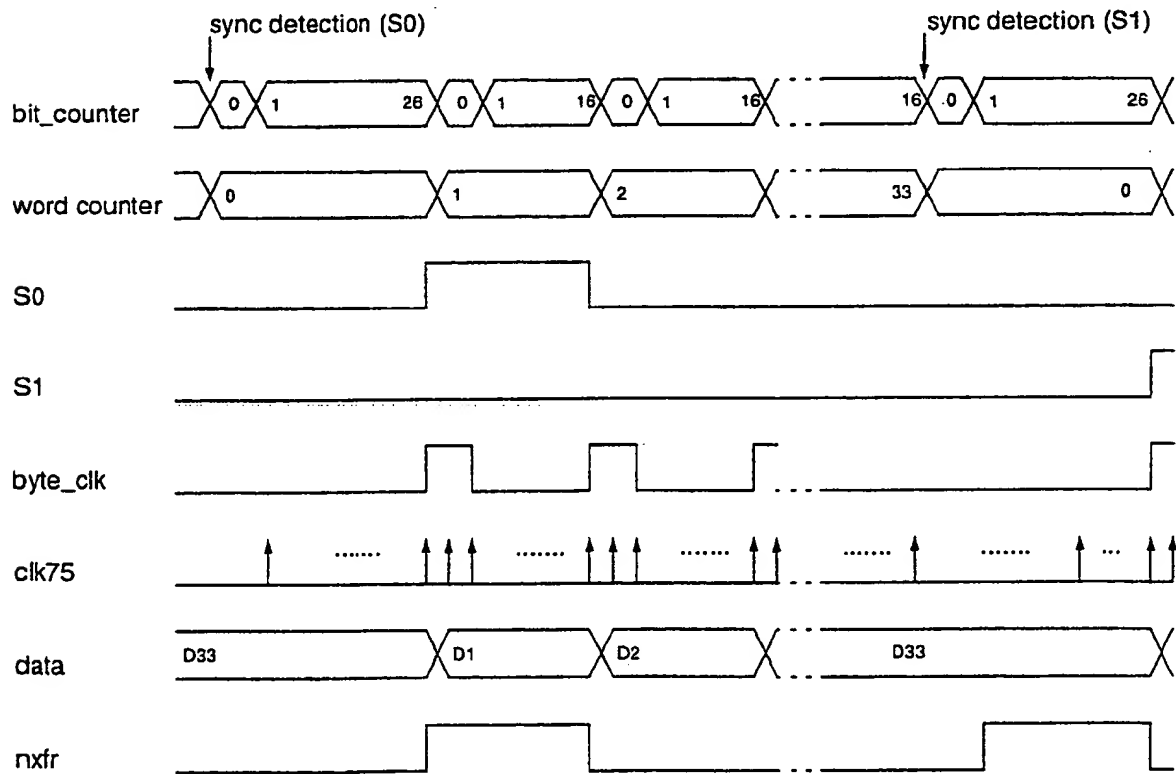 sync detection (S0)
sync detection (S1)
bit_counter 0 1 26 0 1 16 0 1 16 16 0 1 26
word counter 0 1 2 33 0
S0
S1
byte_clk
clk75
data D33 D1 D2 D33
nxfr